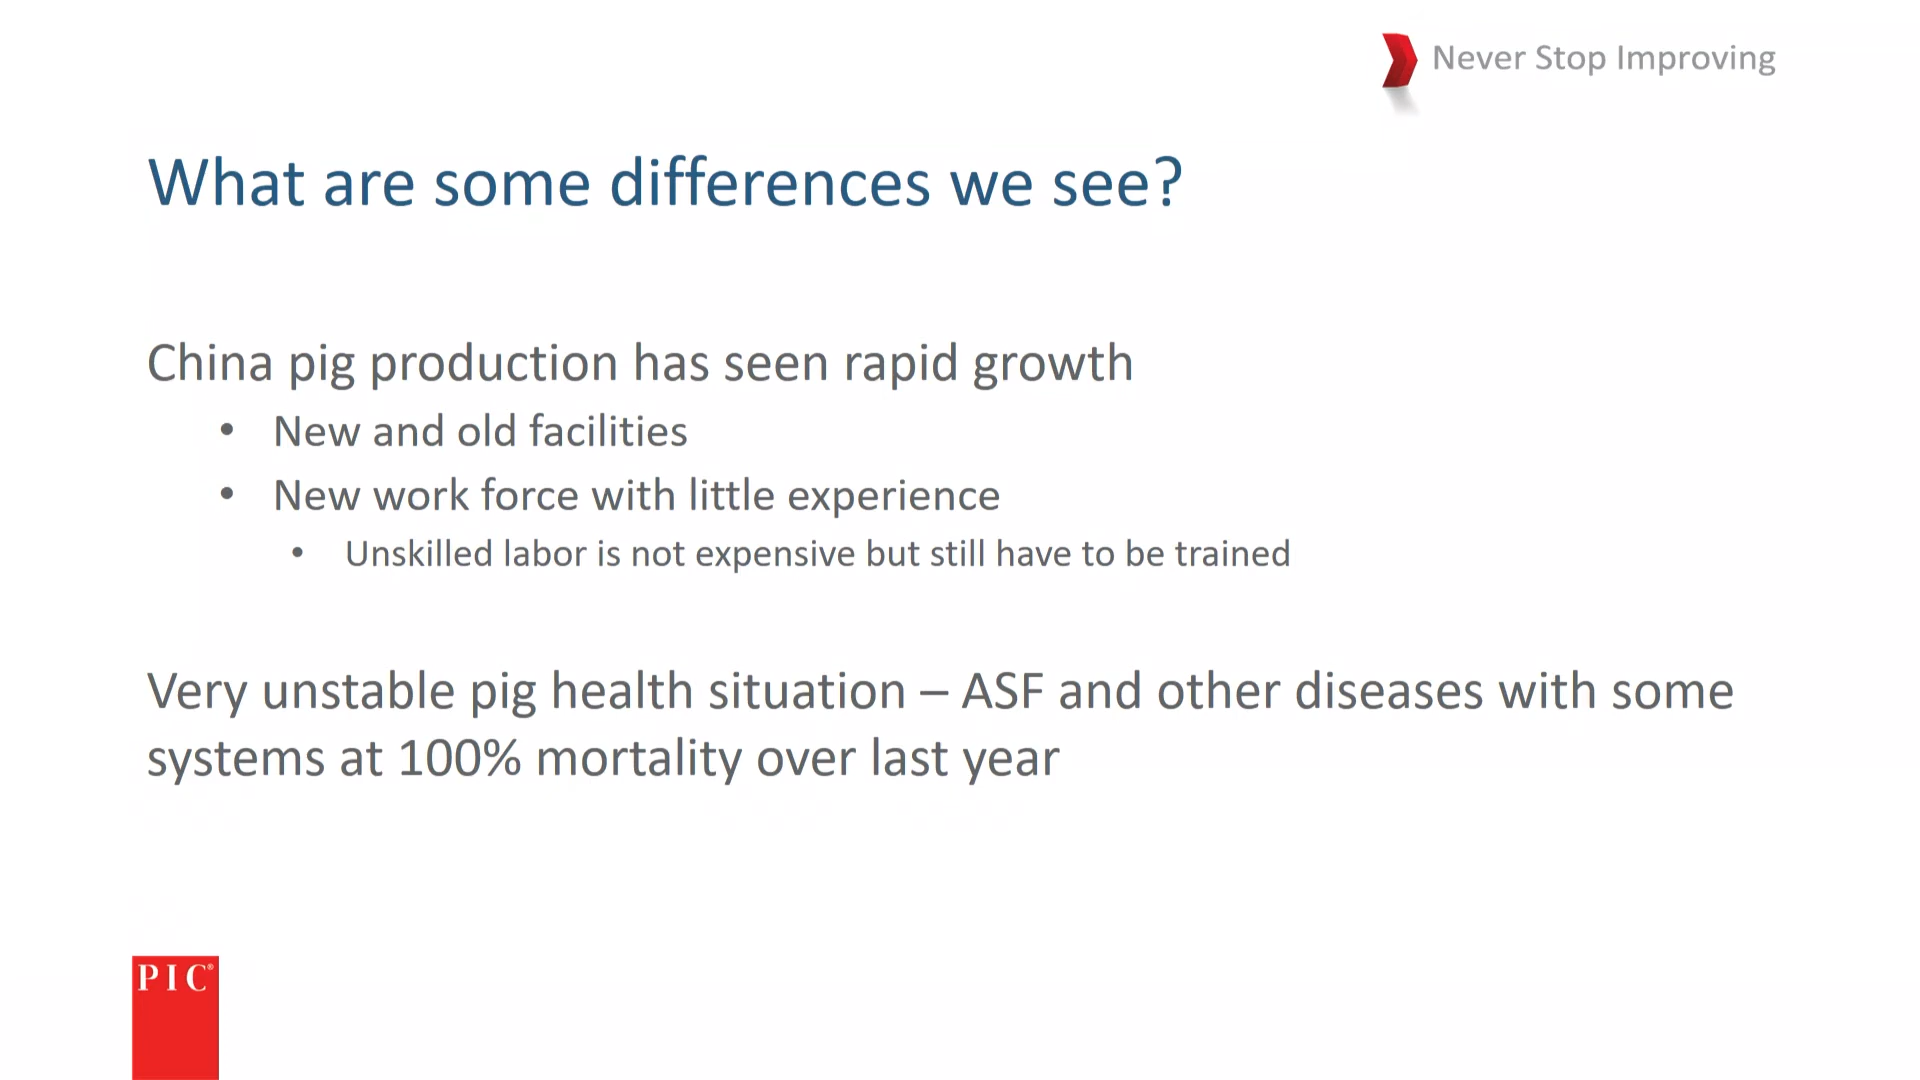 Never Stop Improving
What are some differences we see?
China pig production has seen rapid growth
• New and old facilities
• New work force with little experience
• Unskilled labor is not expensive but still have to be trained
Very unstable pig health situation – ASF and other diseases with some
systems at 100% mortality over last year
PIC®